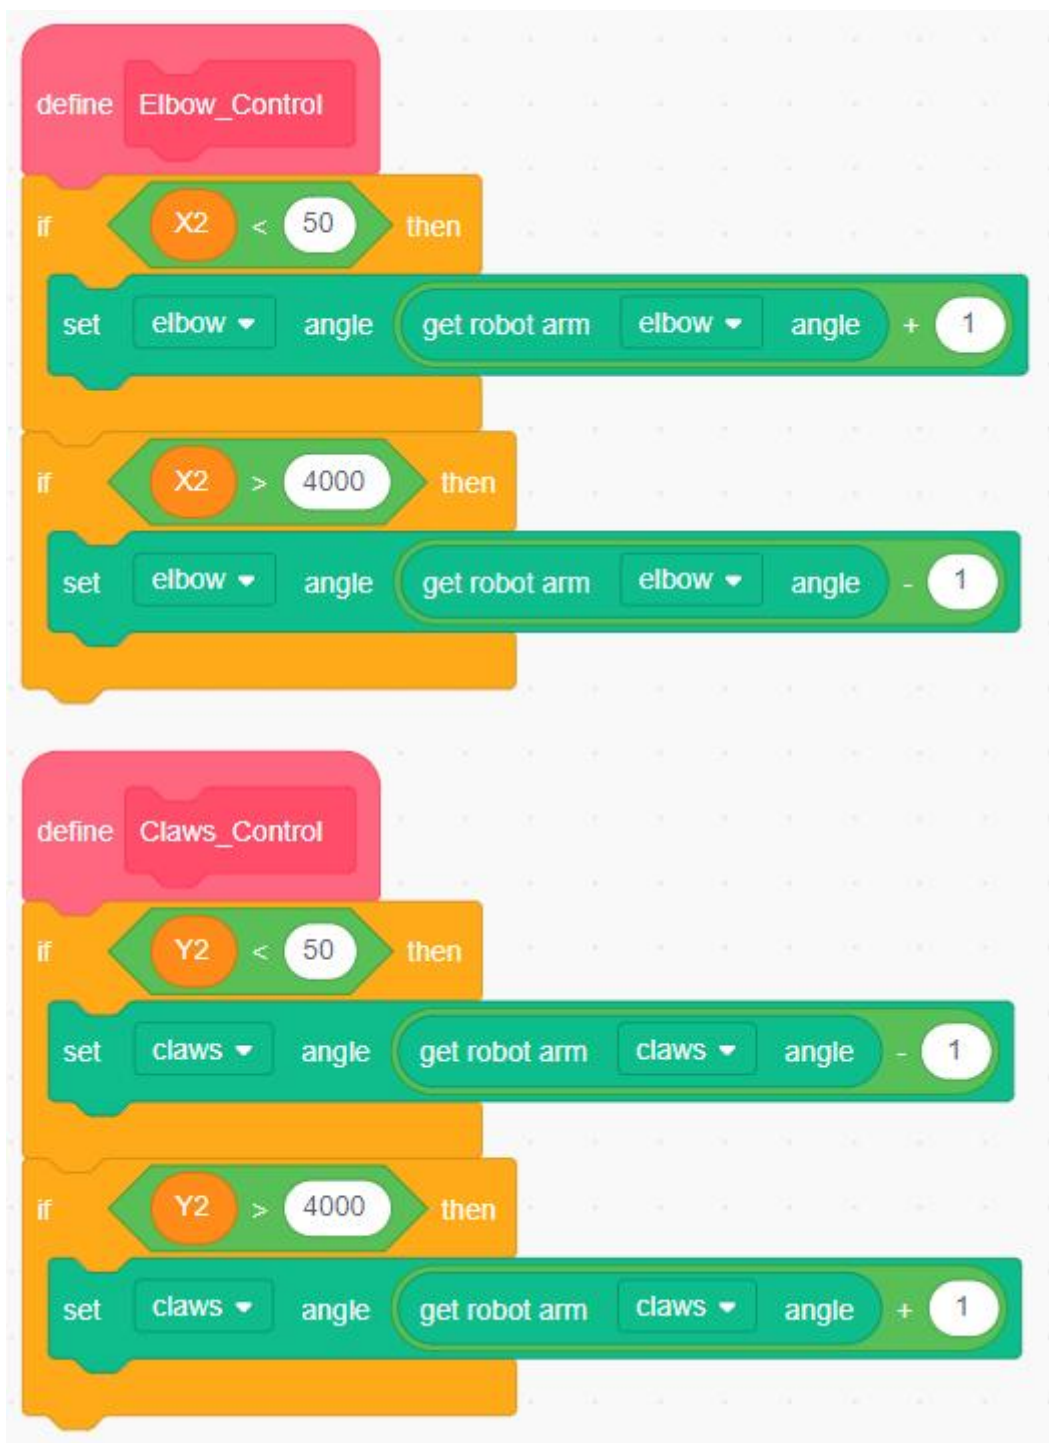 define Elbow_Control
if X2 < 50 then
set elbow angle get robot arm elbow angle + 1
if X2 > 4000 then
set elbow angle get robot arm elbow angle - 1
define Claws_Control
if Y2 < 50 then
set claws angle get robot arm claws angle - 1
if Y2 > 4000 then
set claws angle get robot arm claws angle + 1